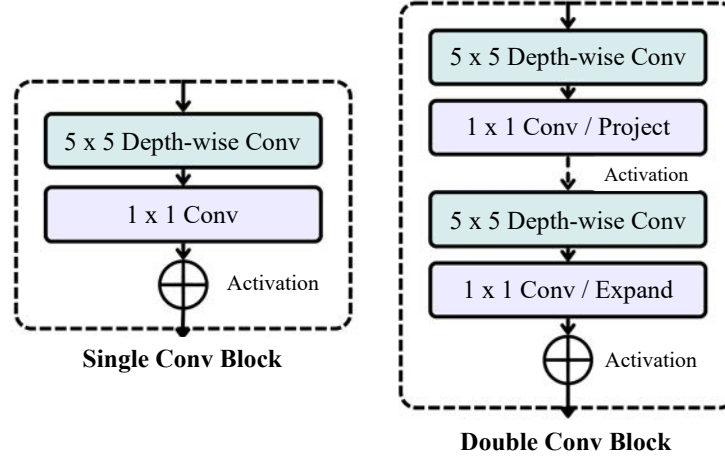 5 x 5 Depth-wise Conv
1 x 1 Conv
Activation
Single Conv Block
5 x 5 Depth-wise Conv
1 x 1 Conv / Project
Activation
5 x 5 Depth-wise Conv
1 x 1 Conv / Expand
Activation
Double Conv Block